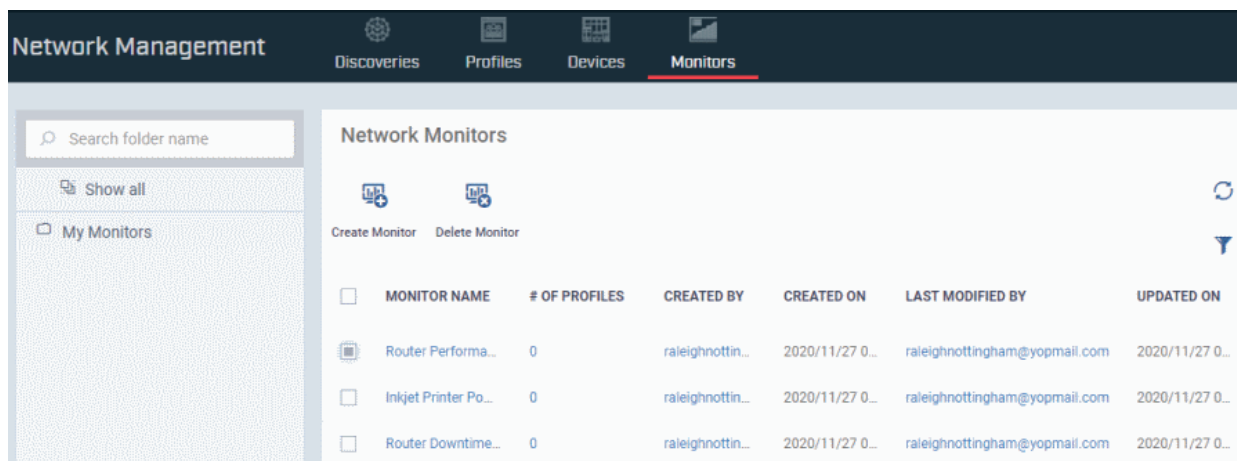 Network Management
Discoveries Profiles Devices Monitors
Search folder name
Show all
My Monitors
Network Monitors
Create Monitor Delete Monitor
MONITOR NAME # OF PROFILES CREATED BY CREATED ON LAST MODIFIED BY UPDATED ON
Router Performa... 0 raleighnottin... 2020/11/27 0... raleighnottingham@yopmail.com 2020/11/27 0...
Inkjet Printer Po... 0 raleighnottin... 2020/11/27 0... raleighnottingham@yopmail.com 2020/11/27 0...
Router Downtime... 0 raleighnottin... 2020/11/27 0... raleighnottingham@yopmail.com 2020/11/27 0...